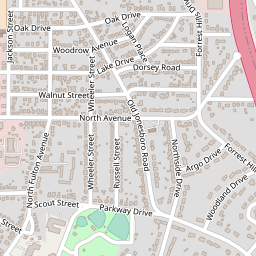 Jackson Street
Oak Drive
Oak Drive
Forrest Hills
Woodrow Avenue
Place
Lake Drive
Dorsey Road
Wheeler Street
Walnut Street
North Avenue
Old Jonesboro Road
North Fulton Avenue
Wheeler Street
Russell Street
Northside Drive
Argo Drive
Forrest Hills
Woodland Drive
Scout Street
Parkway Drive